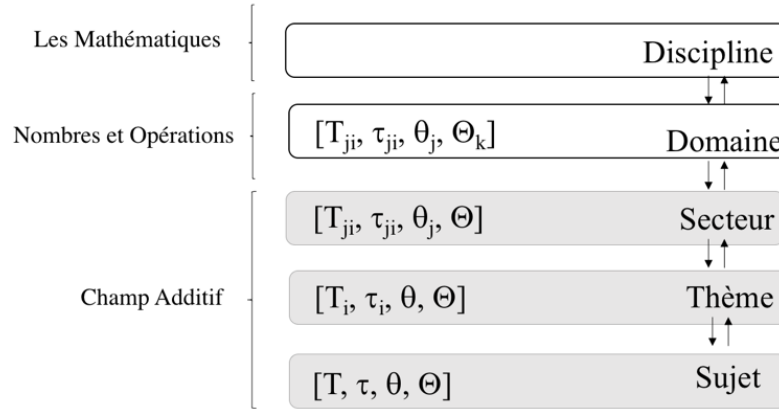 Les Mathématiques
Discipline
Nombres et Opérations
[Tji, τji, θj, Θk]
Domaine
[Tji, τji, θj, Θ]
Secteur
Champ Additif
[Ti, τi, θ, Θ]
Thème
[T, τ, θ, Θ]
Sujet